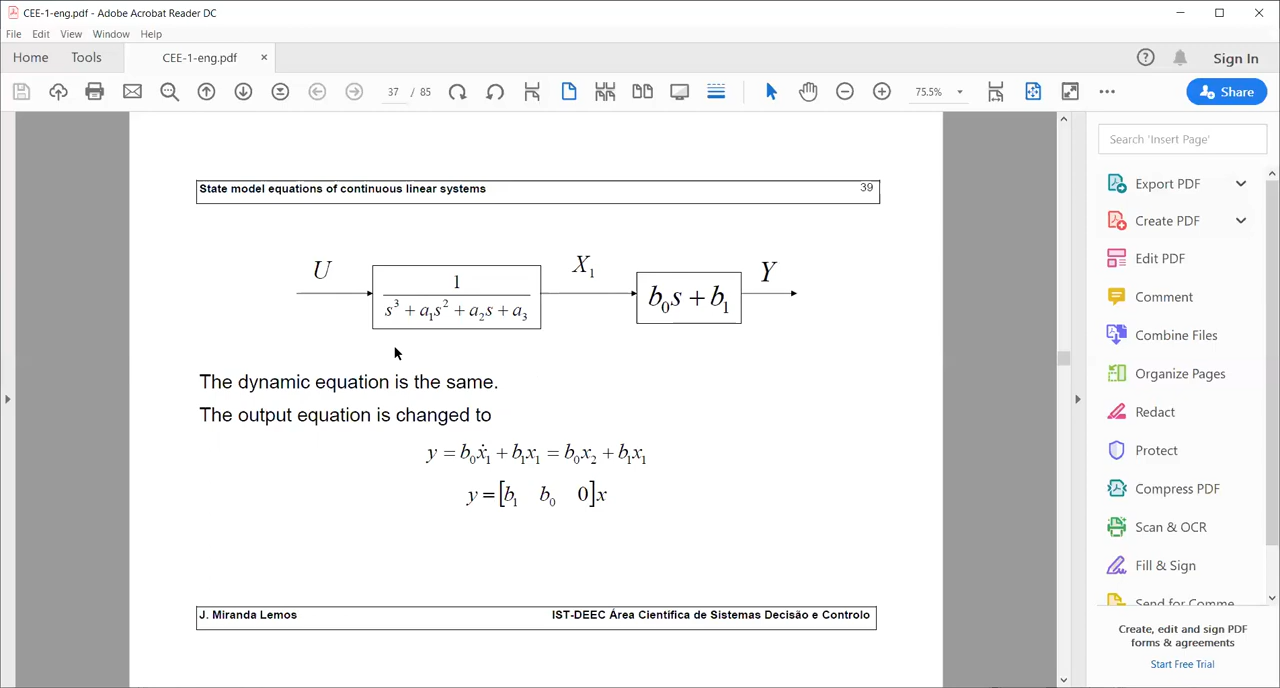 CEE-1-eng.pdf - Adobe Acrobat Reader DC
File Edit View Window Help
Home Tools CEE-1-eng.pdf × Sign In
37 / 85 75.5% Share
Search 'Insert Page'
Export PDF
Create PDF
Edit PDF
Comment
Combine Files
Organize Pages
Redact
Protect
Compress PDF
Scan & OCR
Fill & Sign
Send for Comme
Create, edit and sign PDF
forms & agreements
Start Free Trial
State model equations of continuous linear systems 39
U X₁ Y
1
s³ + a₁s² + a₂s + a₃
b₀s + b₁
The dynamic equation is the same.
The output equation is changed to
y = b₀ẋ₁ + b₁x₁ = b₀x₂ + b₁x₁
y = [b₁ b₀ 0]x
J. Miranda Lemos IST-DEEC Área Científica de Sistemas Decisão e Controlo